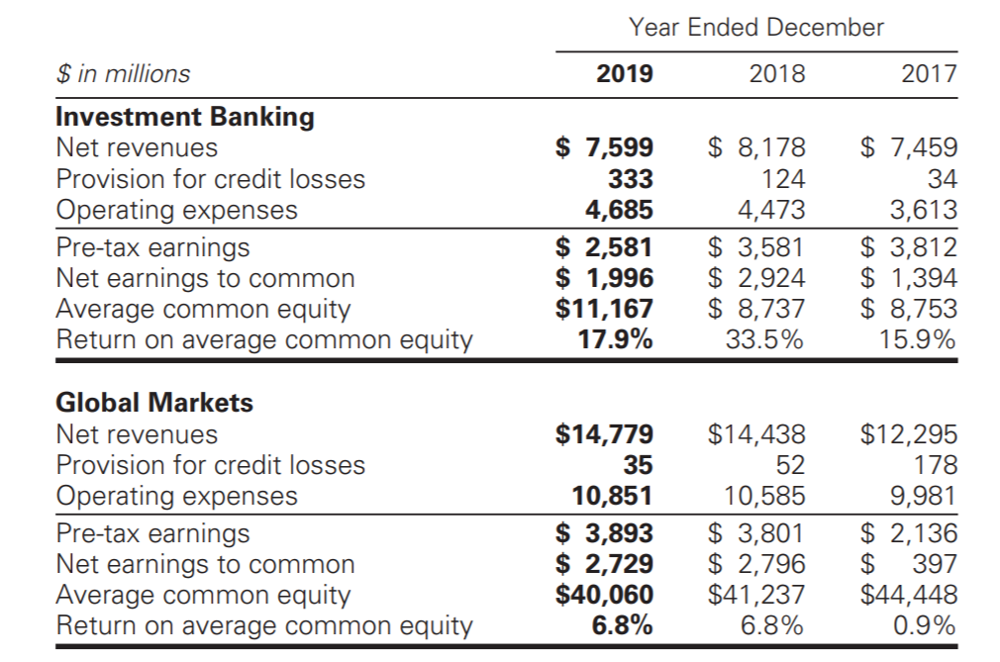 Year Ended December
$ in millions 2019 2018 2017
Investment Banking
Net revenues $ 7,599 $ 8,178 $ 7,459
Provision for credit losses 333 124 34
Operating expenses 4,685 4,473 3,613
Pre-tax earnings $ 2,581 $ 3,581 $ 3,812
Net earnings to common $ 1,996 $ 2,924 $ 1,394
Average common equity $11,167 $ 8,737 $ 8,753
Return on average common equity 17.9% 33.5% 15.9%
Global Markets
Net revenues $14,779 $14,438 $12,295
Provision for credit losses 35 52 178
Operating expenses 10,851 10,585 9,981
Pre-tax earnings $ 3,893 $ 3,801 $ 2,136
Net earnings to common $ 2,729 $ 2,796 $ 397
Average common equity $40,060 $41,237 $44,448
Return on average common equity 6.8% 6.8% 0.9%